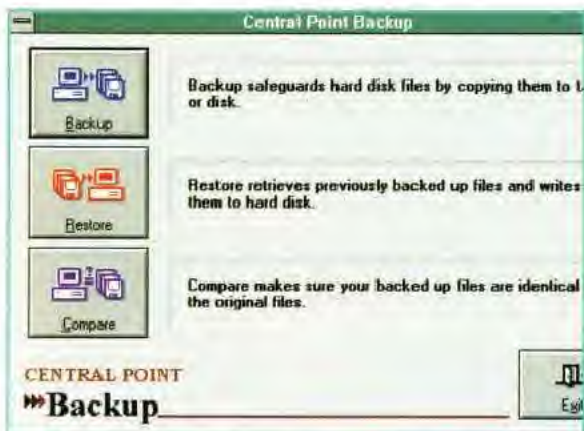 Central Point Backup
Backup
Backup safeguards hard disk files by copying them to
or disk.
Restore
Restore retrieves previously backed up files and writes
them to hard disk.
Compare
Compare makes sure your backed up files are identical
the original files.
CENTRAL POINT
Backup
Exit